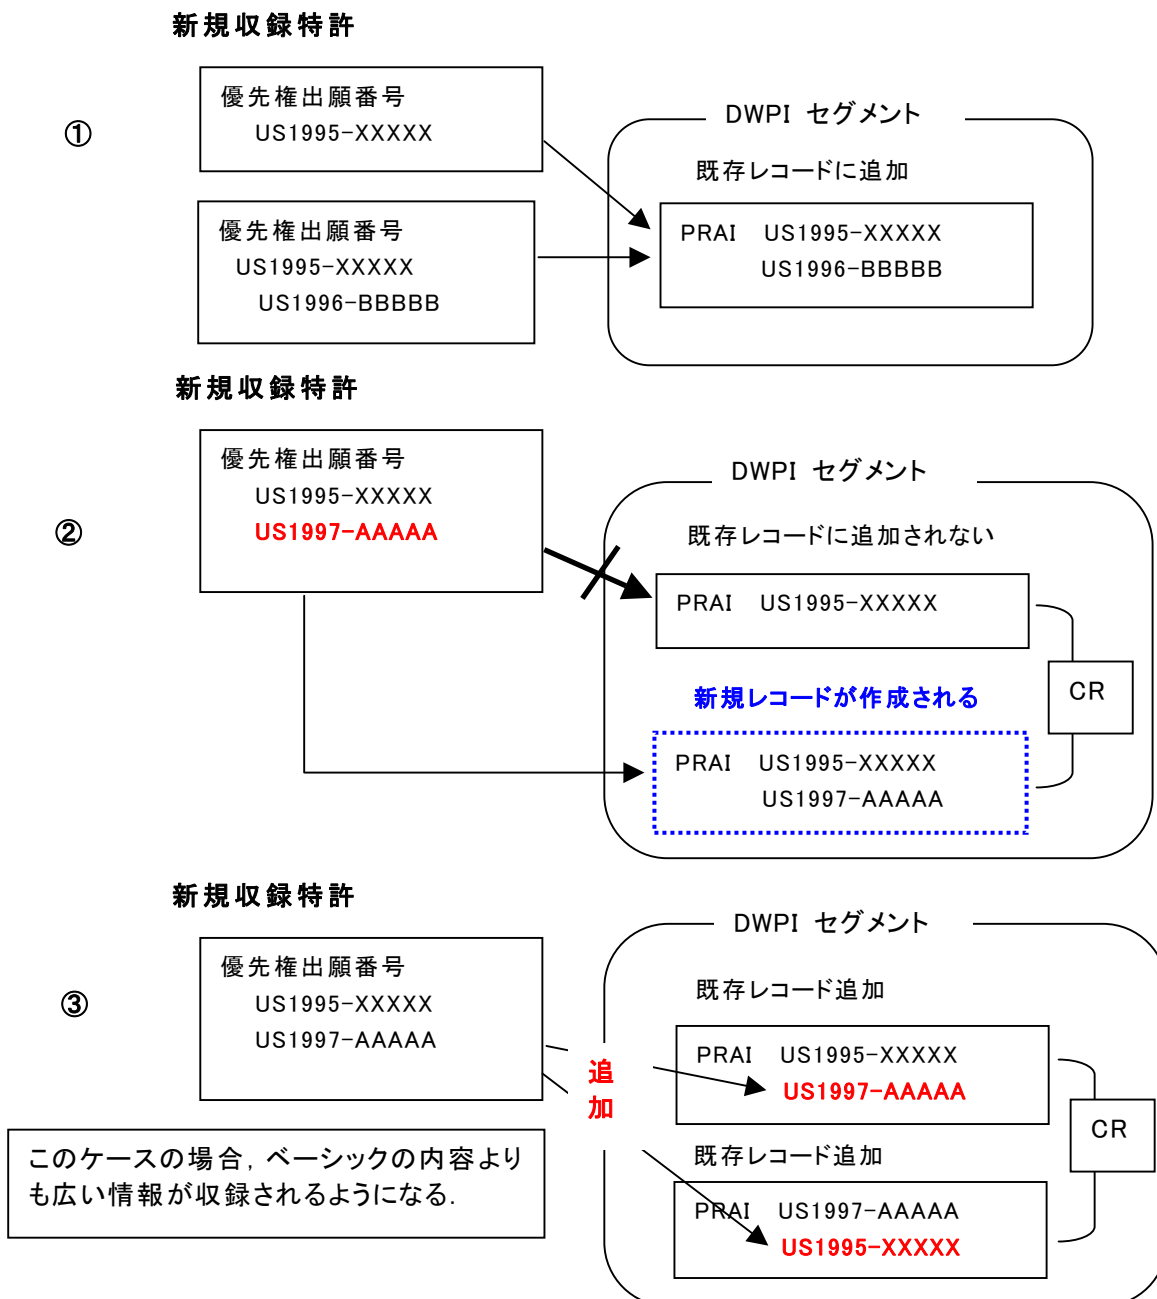 新規収録特許
①
優先権出願番号
US1995-XXXXX
優先権出願番号
US1995-XXXXX
US1996-BBBBB
DWPI セグメント
既存レコードに追加
PRAI US1995-XXXXX
US1996-BBBBB
新規収録特許
②
優先権出願番号
US1995-XXXXX
US1997-AAAAA
DWPI セグメント
既存レコードに追加されない
PRAI US1995-XXXXX
新規レコードが作成される
PRAI US1995-XXXXX
US1997-AAAAA
CR
新規収録特許
③
優先権出願番号
US1995-XXXXX
US1997-AAAAA
このケースの場合，ベーシックの内容より
も広い情報が収録されるようになる.
追
加
DWPI セグメント
既存レコード追加
PRAI US1995-XXXXX
US1997-AAAAA
既存レコード追加
PRAI US1997-AAAAA
US1995-XXXXX
CR